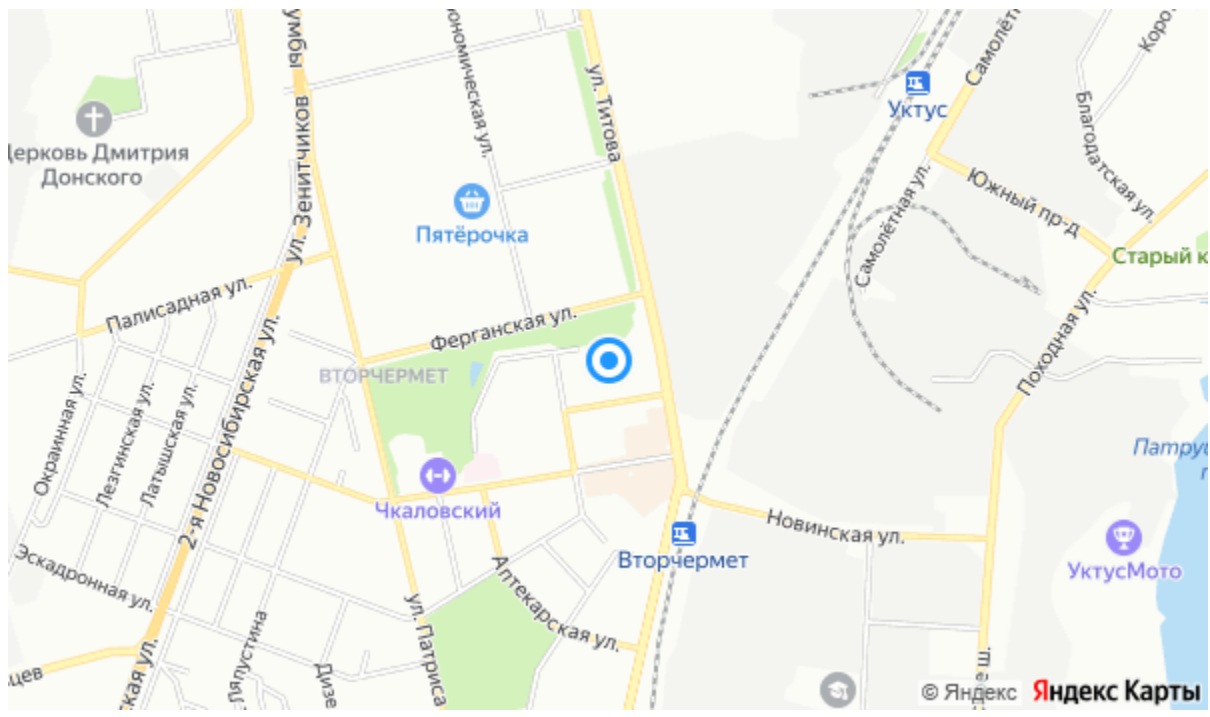 ул. Титова
Уктус
Церковь Дмитрия
Донского
ул. Зенитчиков
Пятёрочка
Благодатская ул.
Южный пр-д
Самолётная ул.
Старый к
Палисадная ул.
Ферганская ул.
ВТОРЧЕРМЕТ
Походная ул.
Окраинная ул.
Лезгинская ул.
Латышская ул.
2-я Новосибирская ул.
Чкаловский
Новинская ул.
Вторчермет
УктусМото
Эскадронная ул.
Аптекарская ул.
ул. Патриса
© Яндекс
Яндекс Карты